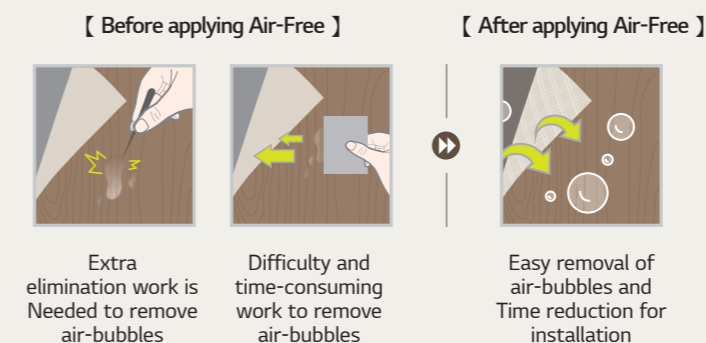 【 Before applying Air-Free 】
【 After applying Air-Free 】
Extra
elimination work is
Needed to remove
air-bubbles
Difficulty and
time-consuming
work to remove
air-bubbles
Easy removal of
air-bubbles and
Time reduction for
installation